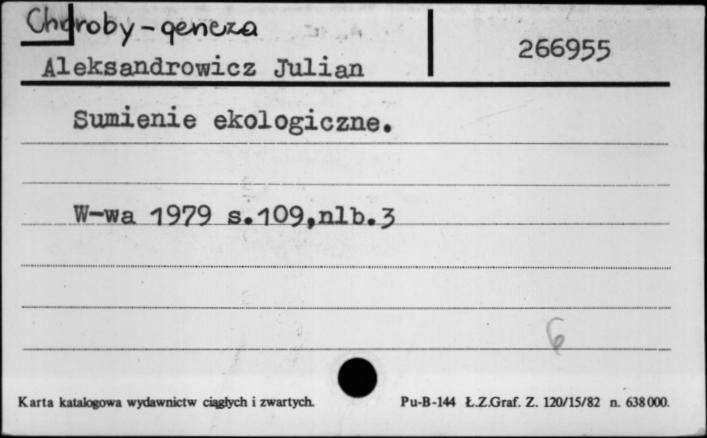 Choroby - geneza
266955
Aleksandrowicz Julian
Sumienie ekologiczne.
W-wa 1979 s.109,nlb.3
6
Karta katalogowa wydawnictw ciągłych i zwartych.
Pu-B-144 Ł.Z.Graf. Z. 120/15/82 n. 638000.